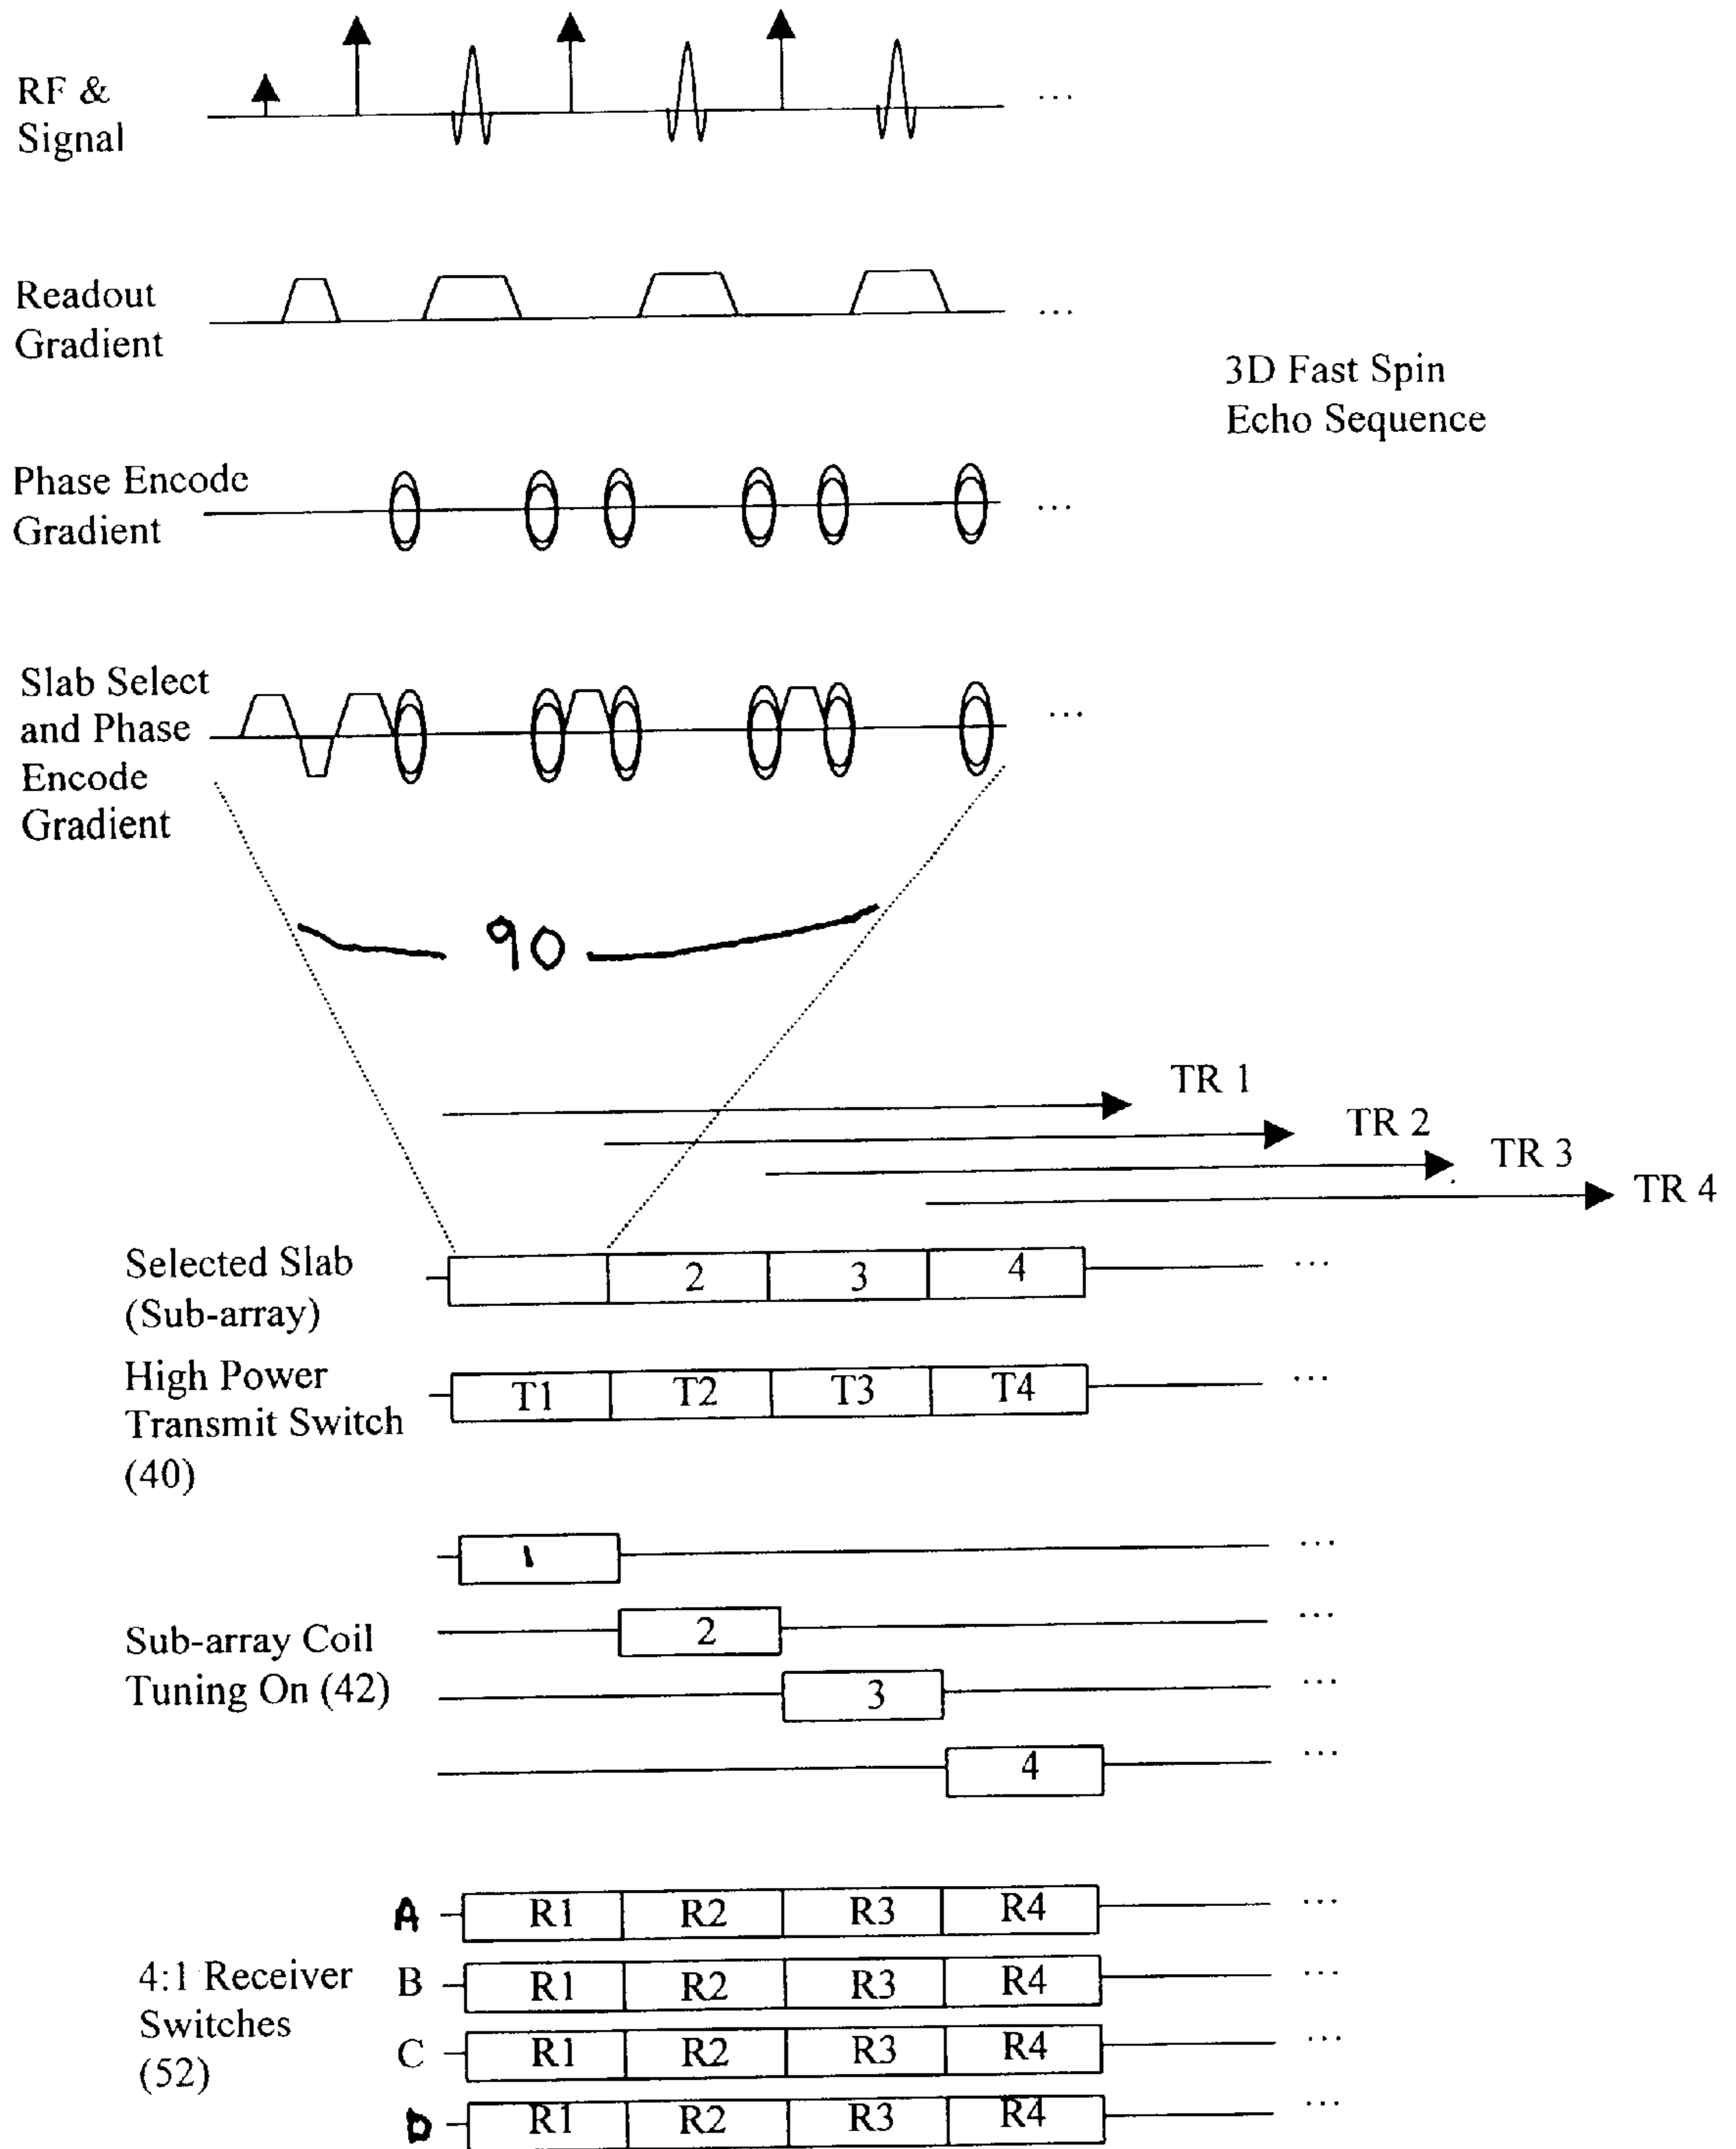 RF &
Signal
...
Readout
Gradient
...
3D Fast Spin
Echo Sequence
Phase Encode
Gradient
...
Slab Select
and Phase
Encode
Gradient
...
90
TR 1
TR 2
TR 3
TR 4
Selected Slab
(Sub-array)
2 3 4 ...
High Power
Transmit Switch
(40)
T1 T2 T3 T4 ...
Sub-array Coil
Tuning On (42)
1 ...
2 ...
3 ...
4 ...
4:1 Receiver
Switches
(52)
A R1 R2 R3 R4 ...
B R1 R2 R3 R4 ...
C R1 R2 R3 R4 ...
D R1 R2 R3 R4 ...